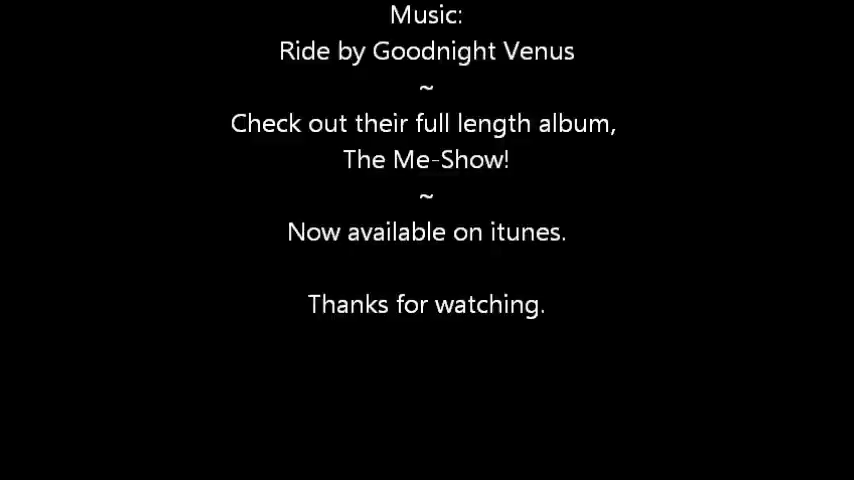 Music:
Ride by Goodnight Venus
~
Check out their full length album,
The Me-Show!
~
Now available on itunes.
Thanks for watching.